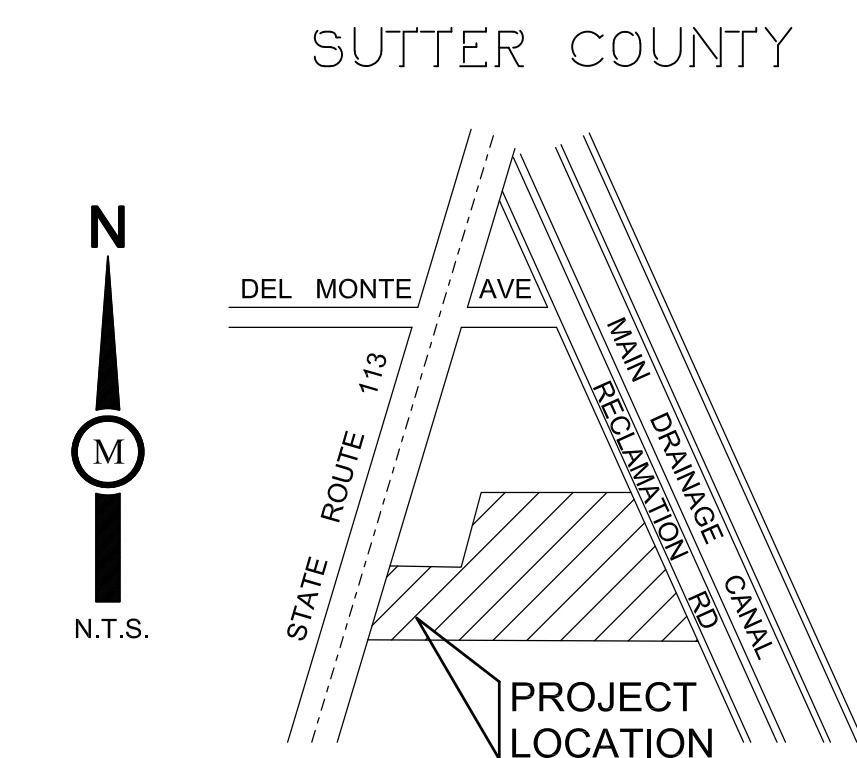 SUTTER COUNTY
N
DEL MONTE AVE
STATE ROUTE 113
MAIN DRAINAGE CANAL
RECLAMATION RD
M
N.T.S.
PROJECT
LOCATION